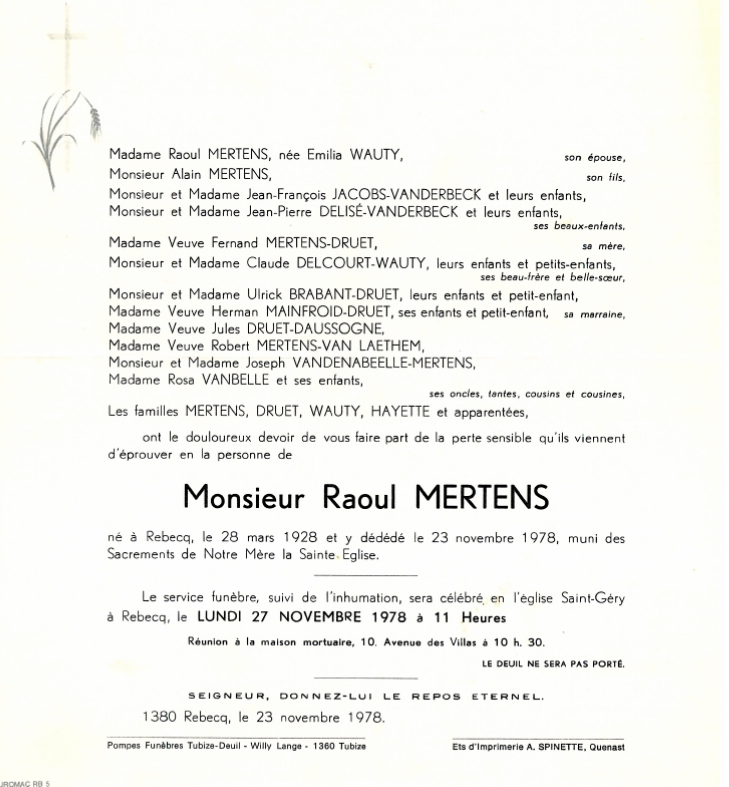 Madame Raoul MERTENS, née Emilia WAUTY, son épouse,
Monsieur Alain MERTENS, son fils,
Monsieur et Madame Jean-François JACOBS-VANDERBECK et leurs enfants,
Monsieur et Madame Jean-Pierre DELISÉ-VANDERBECK et leurs enfants,
ses beaux-enfants,
Madame Veuve Fernand MERTENS-DRUET, sa mère,
Monsieur et Madame Claude DELCOURT-WAUTY, leurs enfants et petits-enfants,
ses beau-frère et belle-sœur,
Monsieur et Madame Ulrick BRABANT-DRUET, leurs enfants et petit-enfant,
Madame Veuve Herman MAINFROID-DRUET, ses enfants et petit-enfant, sa marraine,
Madame Veuve Jules DRUET-DAUSSOGNE,
Madame Veuve Robert MERTENS-VAN LAETHEM,
Monsieur et Madame Joseph VANDENABEELLE-MERTENS,
Madame Rosa VANBELLE et ses enfants,
ses oncles, tantes, cousins et cousines,
Les familles MERTENS, DRUET, WAUTY, HAYETTE et apparentées,
ont le douloureux devoir de vous faire part de la perte sensible qu'ils viennent
d'éprouver en la personne de
Monsieur Raoul MERTENS
né à Rebecq, le 28 mars 1928 et y dédédé le 23 novembre 1978, muni des
Sacrements de Notre Mère la Sainte Eglise.
Le service funèbre, suivi de l'inhumation, sera célébré en l'église Saint-Géry
à Rebecq, le LUNDI 27 NOVEMBRE 1978 à 11 Heures
Réunion à la maison mortuaire, 10, Avenue des Villas à 10 h. 30.
LE DEUIL NE SERA PAS PORTÉ.
SEIGNEUR, DONNEZ-LUI LE REPOS ETERNEL.
1380 Rebecq, le 23 novembre 1978.
Pompes Funèbres Tubize-Deuil - Willy Lange - 1360 Tubize Ets d'Imprimerie A. SPINETTE, Quenast
UROMAC RB 5